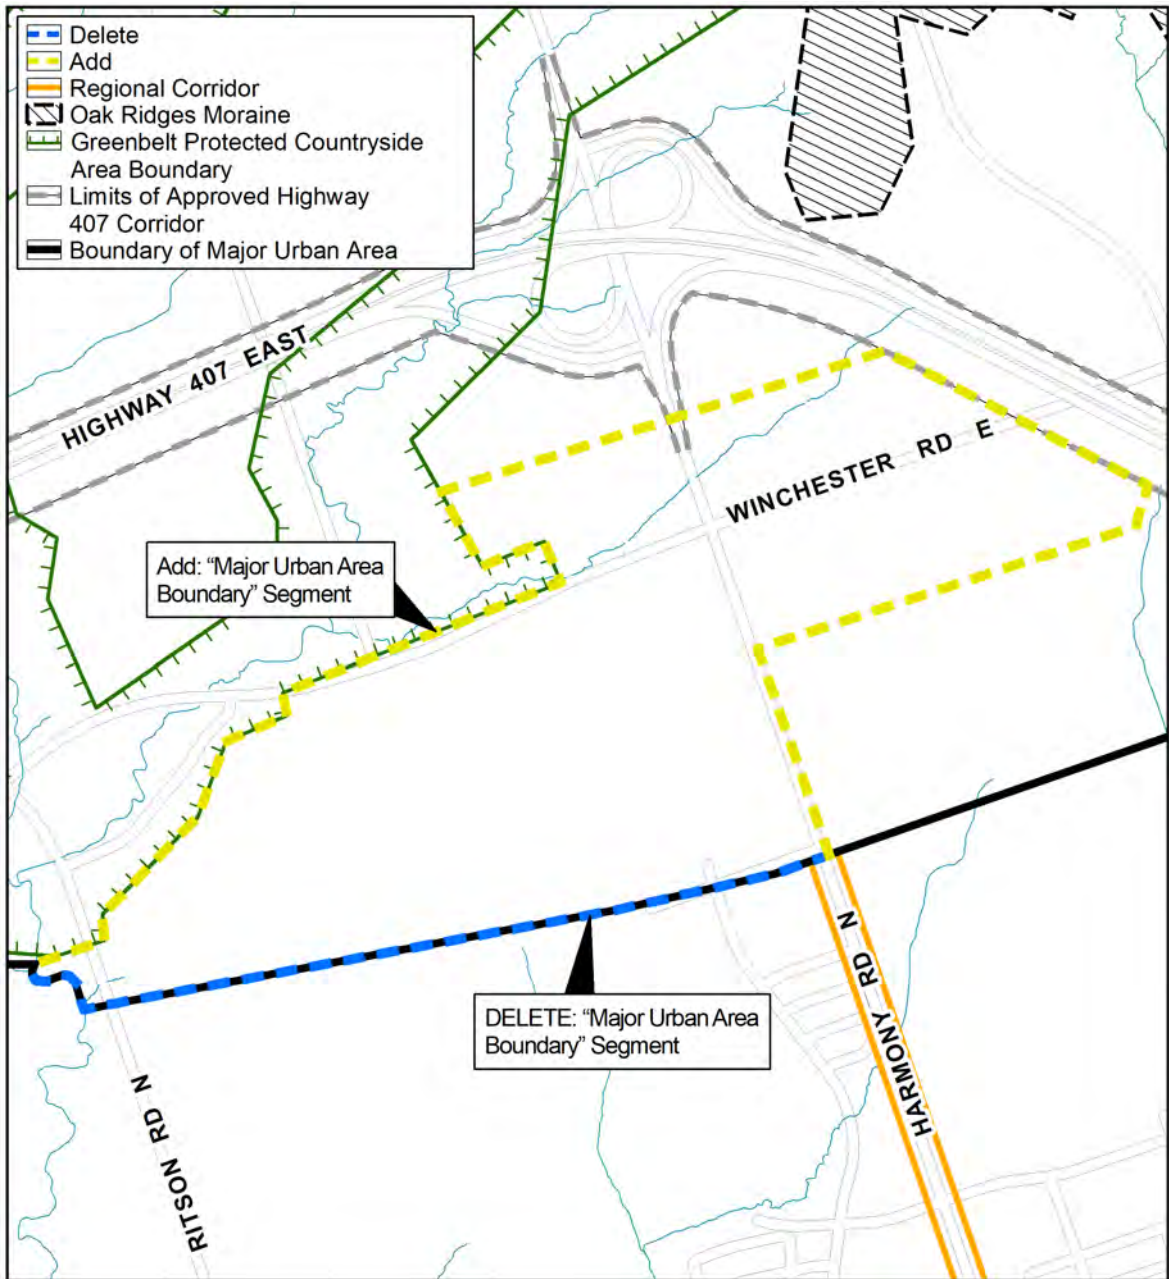 Delete
Add
Regional Corridor
Oak Ridges Moraine
Greenbelt Protected Countryside
Area Boundary
Limits of Approved Highway
407 Corridor
Boundary of Major Urban Area
HIGHWAY 407 EAST
WINCHESTER RD E
Add: “Major Urban Area
Boundary” Segment
DELETE: “Major Urban Area
Boundary” Segment
HARMONY RD N
RITSON RD N